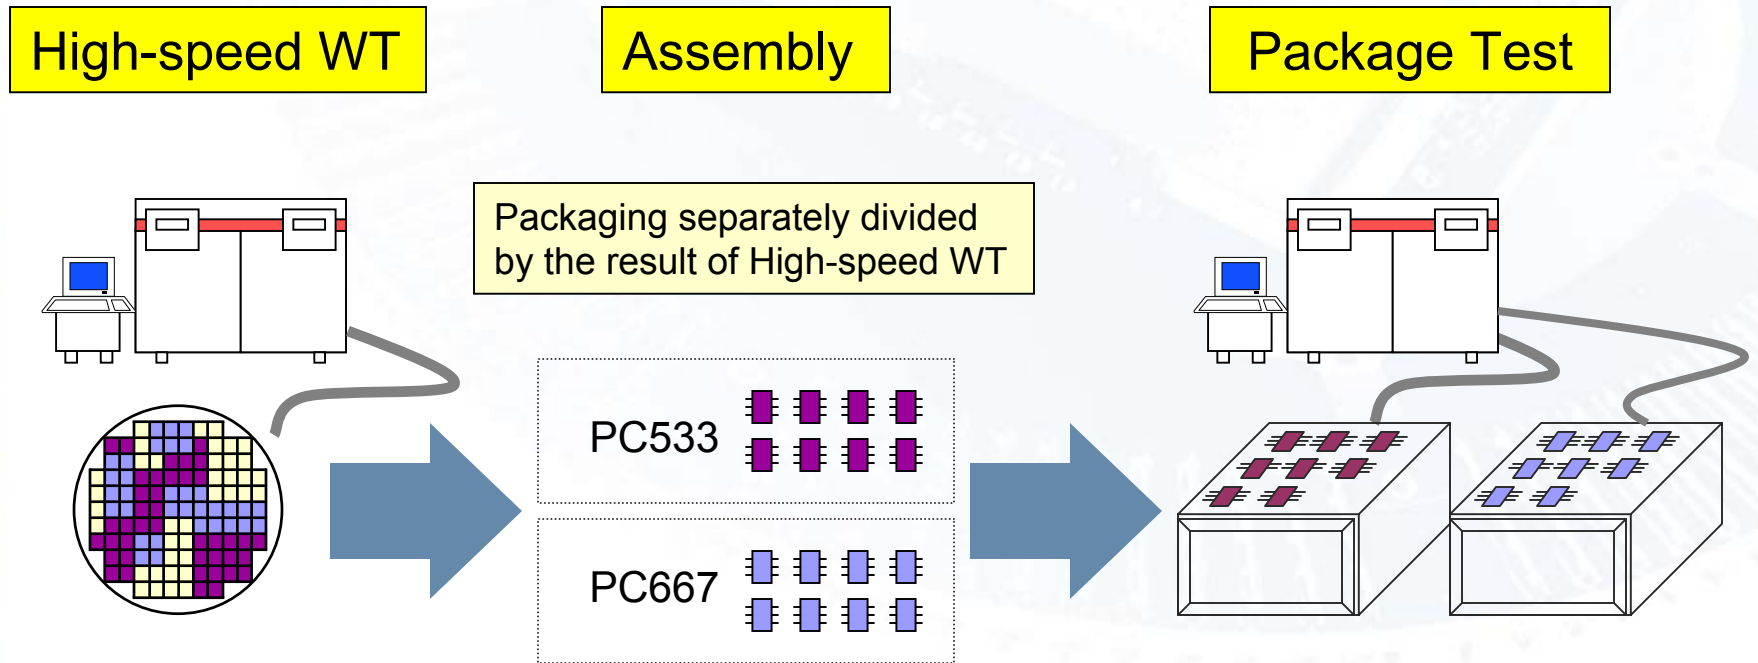 High-speed WT
Assembly
Package Test
Packaging separately divided
by the result of High-speed WT
PC533
PC667